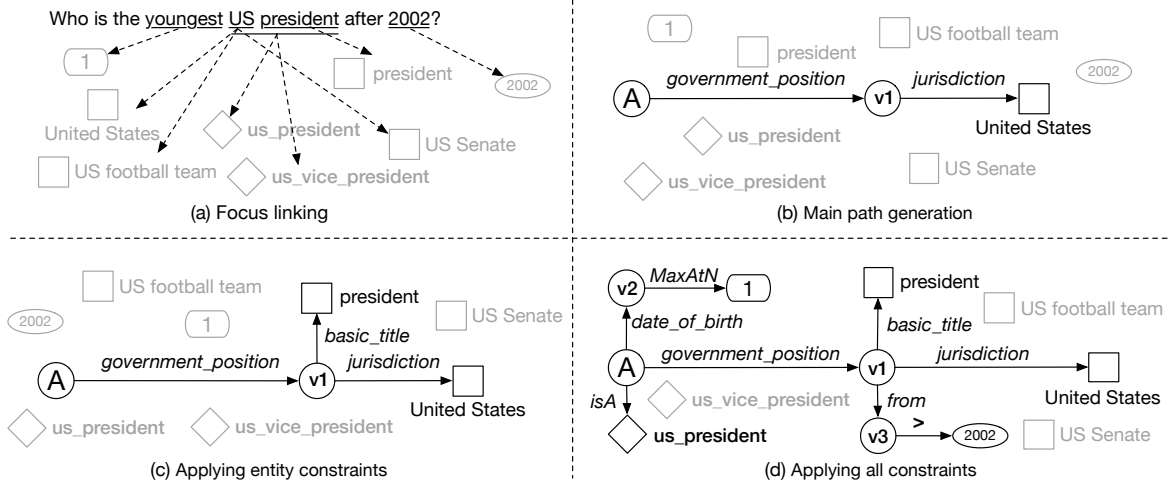 Who is the youngest US president after 2002?
1
president
2002
United States
us_president
US Senate
US football team
us_vice_president
(a) Focus linking
1
US football team
president
2002
government_position
jurisdiction
A
v1
United States
us_president
US Senate
us_vice_president
(b) Main path generation
US football team
president
2002
1
US Senate
basic_title
government_position
jurisdiction
A
v1
United States
us_president
us_vice_president
(c) Applying entity constraints
MaxAtN
president
v2
1
US football team
date_of_birth
basic_title
government_position
jurisdiction
A
v1
isA
us_vice_president
from
United States
>
us_president
v3
2002
US Senate
(d) Applying all constraints